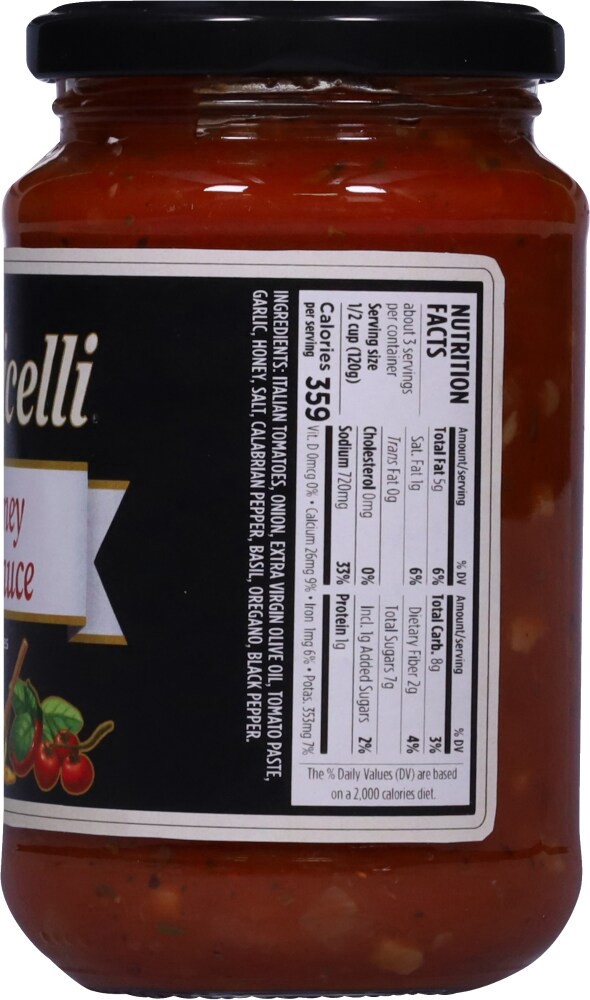 celli
ney
uce
NUTRITION
FACTS
about 3 servings
per container
Serving size
1/2 cup (120g)
Calories 359
per serving
Amount/serving % DV
Total Fat 5g 6%
Sat. Fat 1g 6%
Trans Fat 0g
Cholesterol 0mg 0%
Sodium 720mg 33%
Amount/serving % DV
Total Carb. 8g 3%
Dietary Fiber 2g 4%
Total Sugars 7g
Incl. 1g Added Sugars 2%
Protein 1g
Vit. D 0mcg 0% • Calcium 26mg 9% • Iron 1mg 6% • Potas. 353mg 7%
The % Daily Values (DV) are based
on a 2,000 calories diet.
INGREDIENTS: ITALIAN TOMATOES, ONION, EXTRA VIRGIN OLIVE OIL, TOMATO PASTE,
GARLIC, HONEY, SALT, CALABRIAN PEPPER, BASIL, OREGANO, BLACK PEPPER.